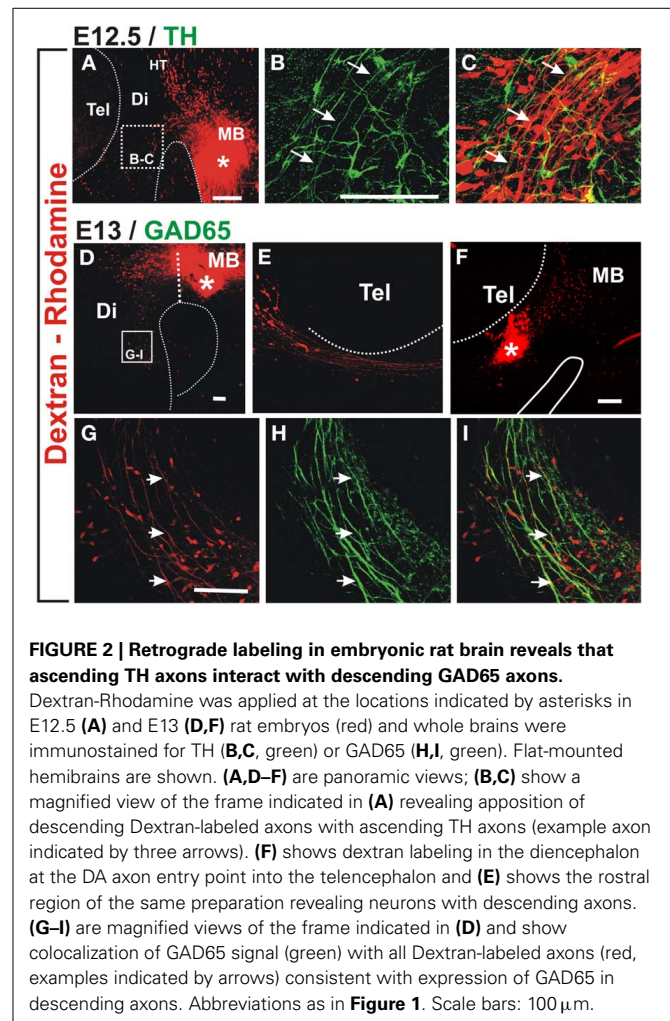 E12.5 / TH
A
HT
Tel
Di
MB
*
B-C
B
C
E13 / GAD65
D
MB
*
Di
G-I
E
Tel
F
Tel
MB
*
G
H
I
Dextran - Rhodamine
FIGURE 2 | Retrograde labeling in embryonic rat brain reveals that
ascending TH axons interact with descending GAD65 axons.
Dextran-Rhodamine was applied at the locations indicated by asterisks in
E12.5 (A) and E13 (D,F) rat embryos (red) and whole brains were
immunostained for TH (B,C, green) or GAD65 (H,I, green). Flat-mounted
hemibrains are shown. (A,D–F) are panoramic views; (B,C) show a
magnified view of the frame indicated in (A) revealing apposition of
descending Dextran-labeled axons with ascending TH axons (example axon
indicated by three arrows). (F) shows dextran labeling in the diencephalon
at the DA axon entry point into the telencephalon and (E) shows the rostral
region of the same preparation revealing neurons with descending axons.
(G–I) are magnified views of the frame indicated in (D) and show
colocalization of GAD65 signal (green) with all Dextran-labeled axons (red,
examples indicated by arrows) consistent with expression of GAD65 in
descending axons. Abbreviations as in Figure 1. Scale bars: 100 μm.